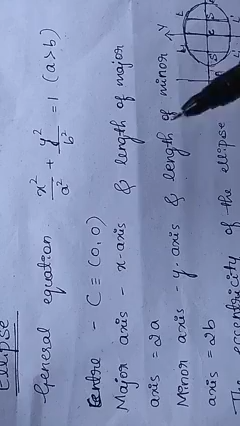 Ellipse
General equation x²/a² + y²/b² = 1 (a>b)
Centre - C ≡ (0,0)
Major axis - x-axis & length of major
axis = 2a
Minor axis - y-axis & length of minor
axis = 2b
The eccentricity of the ellipse